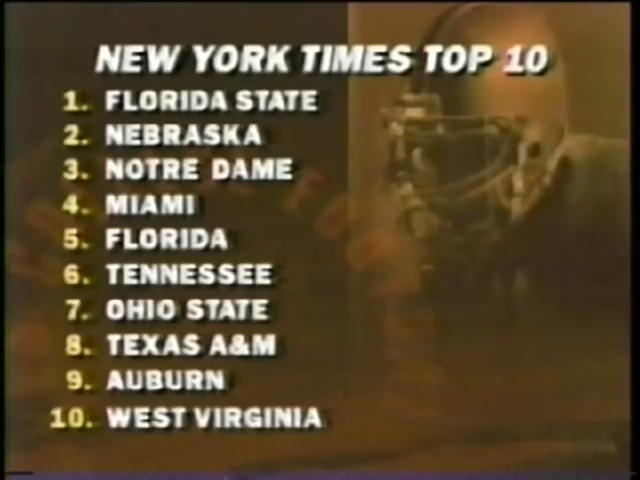 NEW YORK TIMES TOP 10
1. FLORIDA STATE
2. NEBRASKA
3. NOTRE DAME
4. MIAMI
5. FLORIDA
6. TENNESSEE
7. OHIO STATE
8. TEXAS A&M
9. AUBURN
10. WEST VIRGINIA